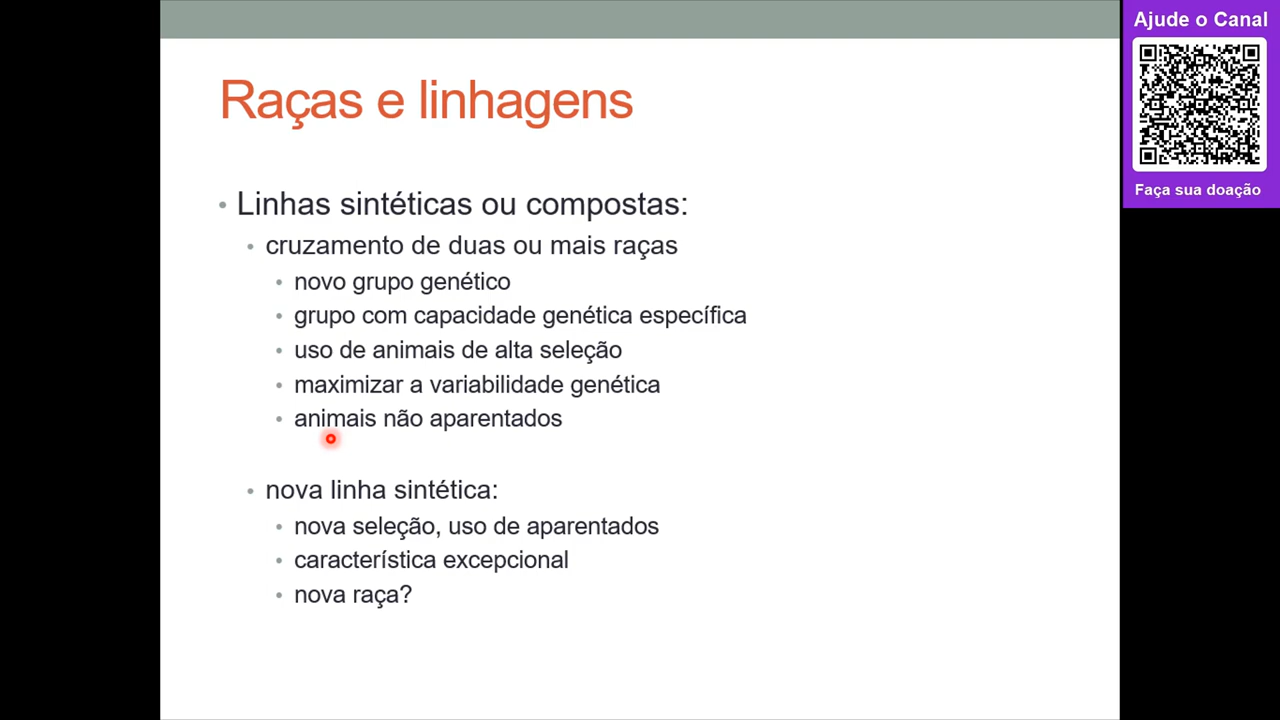 Raças e linhagens
Linhas sintéticas ou compostas:
cruzamento de duas ou mais raças
novo grupo genético
grupo com capacidade genética específica
uso de animais de alta seleção
maximizar a variabilidade genética
animais não aparentados
nova linha sintética:
nova seleção, uso de aparentados
característica excepcional
nova raça?
Ajude o Canal
Faça sua doação